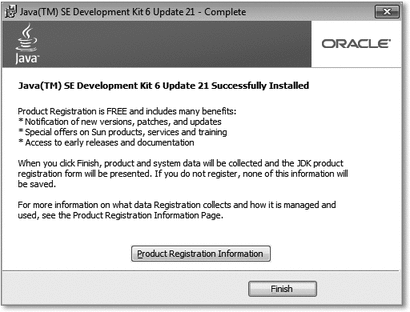 Java(TM) SE Development Kit 6 Update 21 - Complete
Java™
ORACLE®
Java(TM) SE Development Kit 6 Update 21 Successfully Installed
Product Registration is FREE and includes many benefits:
* Notification of new versions, patches, and updates
* Special offers on Sun products, services and training
* Access to early releases and documentation
When you click Finish, product and system data will be collected and the JDK product
registration form will be presented. If you do not register, none of this information will
be saved.
For more information on what data Registration collects and how it is managed and
used, see the Product Registration Information Page.
Product Registration Information
Finish